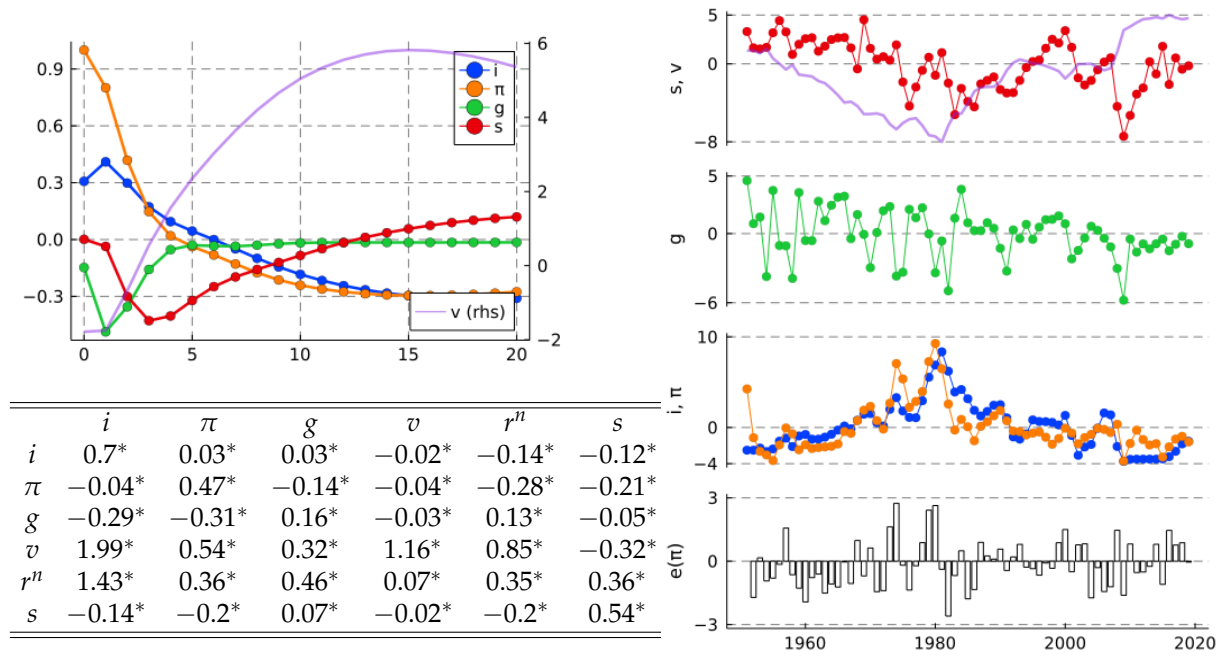 0.9
0.6
0.3
0.0
−0.3
0
5
10
15
20
6
4
2
0
−2
i
π
g
s
v (rhs)
i π g v rⁿ s
i 0.7* 0.03* 0.03* −0.02* −0.14* −0.12*
π −0.04* 0.47* −0.14* −0.04* −0.28* −0.21*
g −0.29* −0.31* 0.16* −0.03* 0.13* −0.05*
v 1.99* 0.54* 0.32* 1.16* 0.85* −0.32*
rⁿ 1.43* 0.36* 0.46* 0.07* 0.35* 0.36*
s −0.14* −0.2* 0.07* −0.02* −0.2* 0.54*
s, v
5
0
−8
g
5
0
−6
i, π
10
0
−4
e(π)
3
0
−3
1960
1980
2000
2020